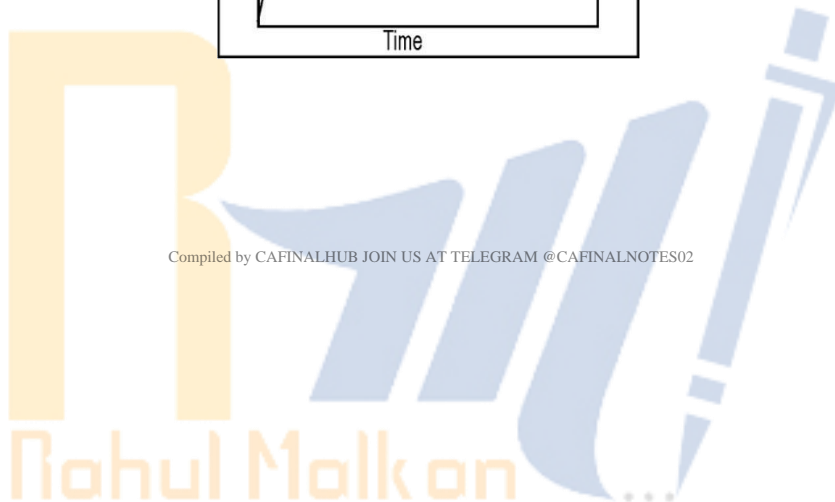 Time
Compiled by CAFINALHUB JOIN US AT TELEGRAM @CAFINALNOTES02
Rahul Malkan